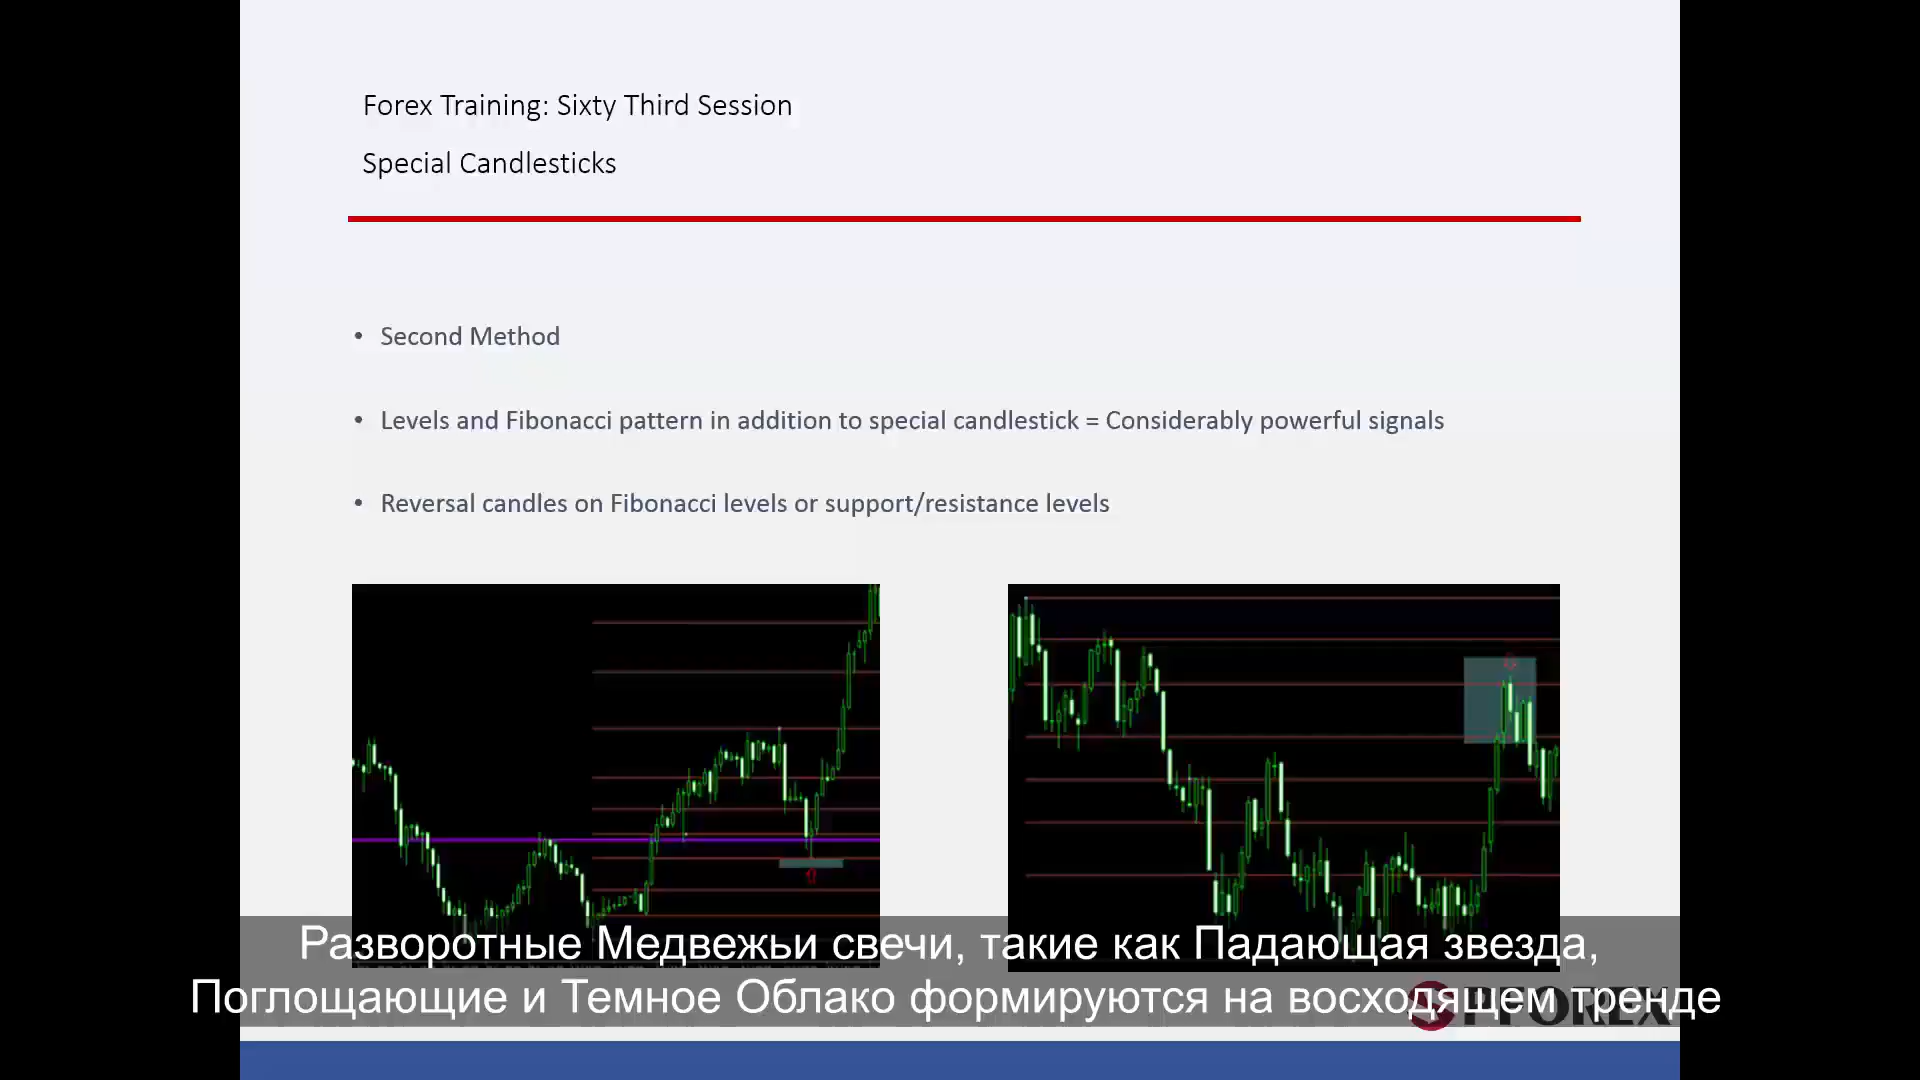 Forex Training: Sixty Third Session
Special Candlesticks
• Second Method
• Levels and Fibonacci pattern in addition to special candlestick = Considerably powerful signals
• Reversal candles on Fibonacci levels or support/resistance levels
Разворотные Медвежьи свечи, такие как Падающая звезда,
Поглощающие и Темное Облако формируются на восходящем тренде